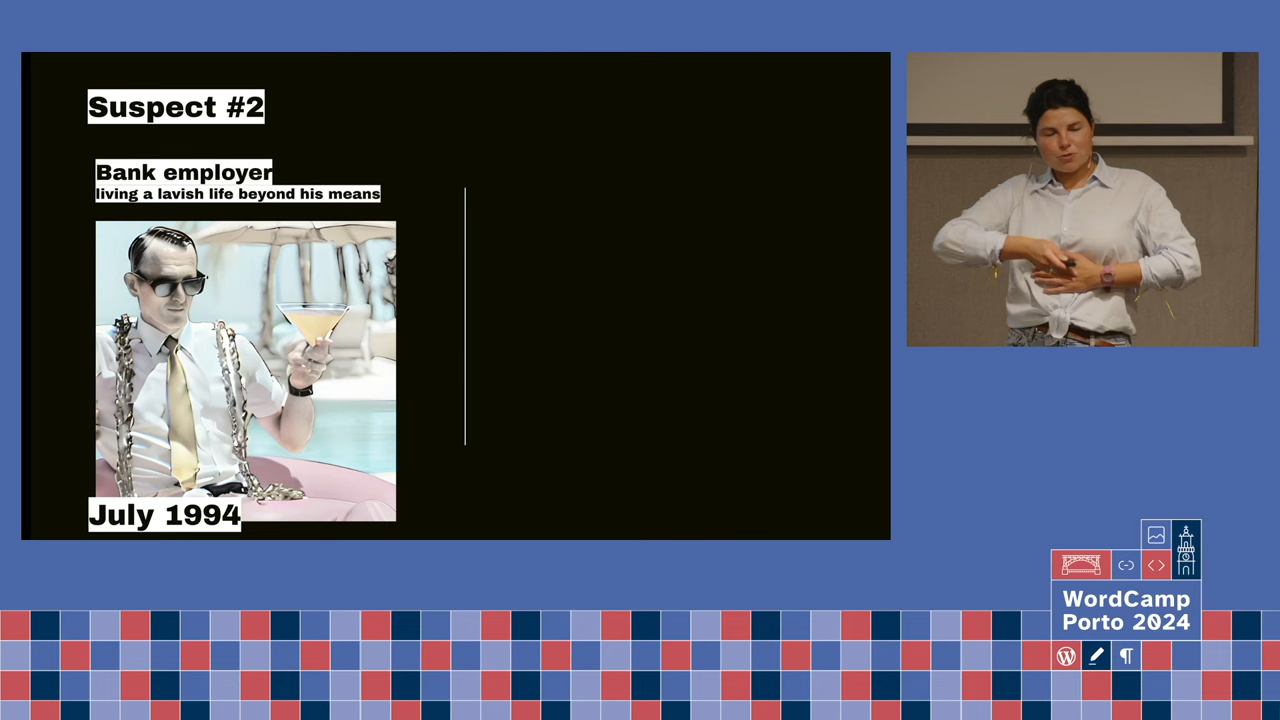 Suspect #2
Bank employer
living a lavish life beyond his means
July 1994
WordCamp
Porto 2024